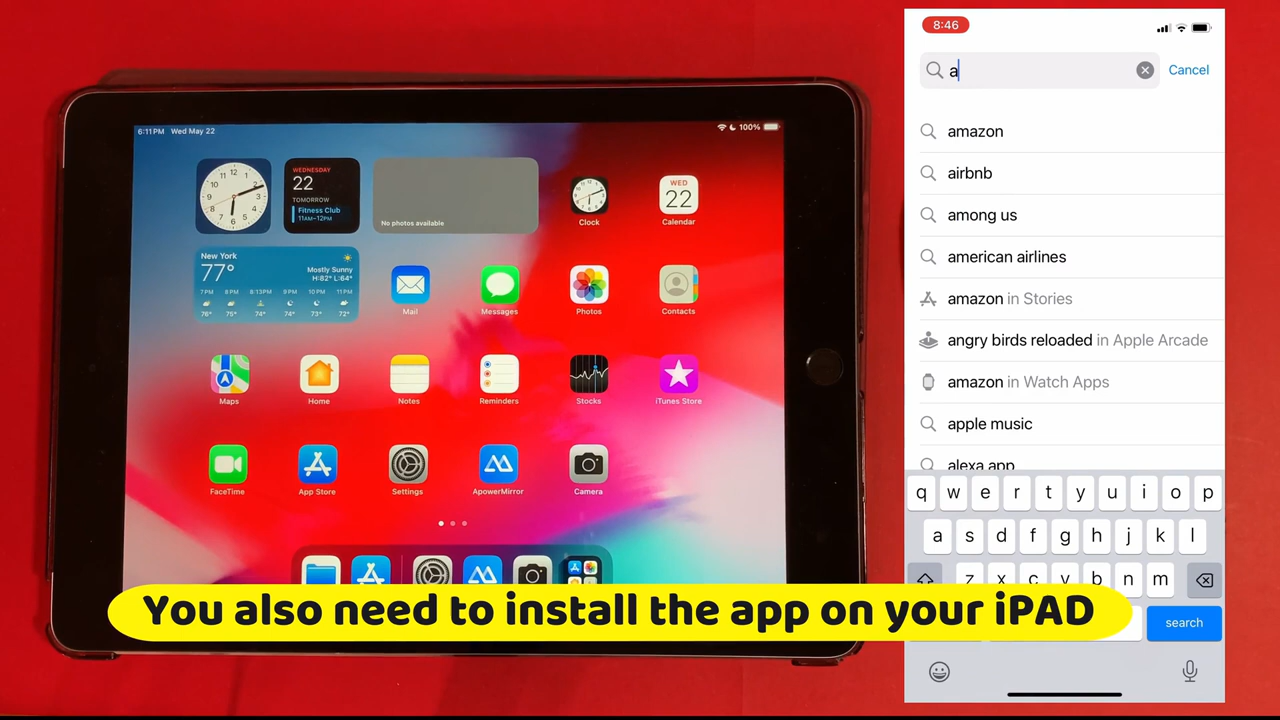 6:11 PM Wed May 22
100%
WEDNESDAY
22
TOMORROW
Fitness Club
11AM–12PM
No photos available
Clock
WED
22
Calendar
New York
77°
Mostly Sunny
H:82° L:64°
7PM 8PM 8:13PM 9PM 10PM 11PM
76° 75° 74° 74° 73° 72°
Mail
Messages
Photos
Contacts
Maps
Home
Notes
Reminders
Stocks
iTunes Store
FaceTime
App Store
Settings
ApowerMirror
Camera
8:46
a
Cancel
amazon
airbnb
among us
american airlines
amazon in Stories
angry birds reloaded in Apple Arcade
amazon in Watch Apps
apple music
alexa app
q w e r t y u i o p
a s d f g h j k l
z x c v b n m
search
You also need to install the app on your iPAD